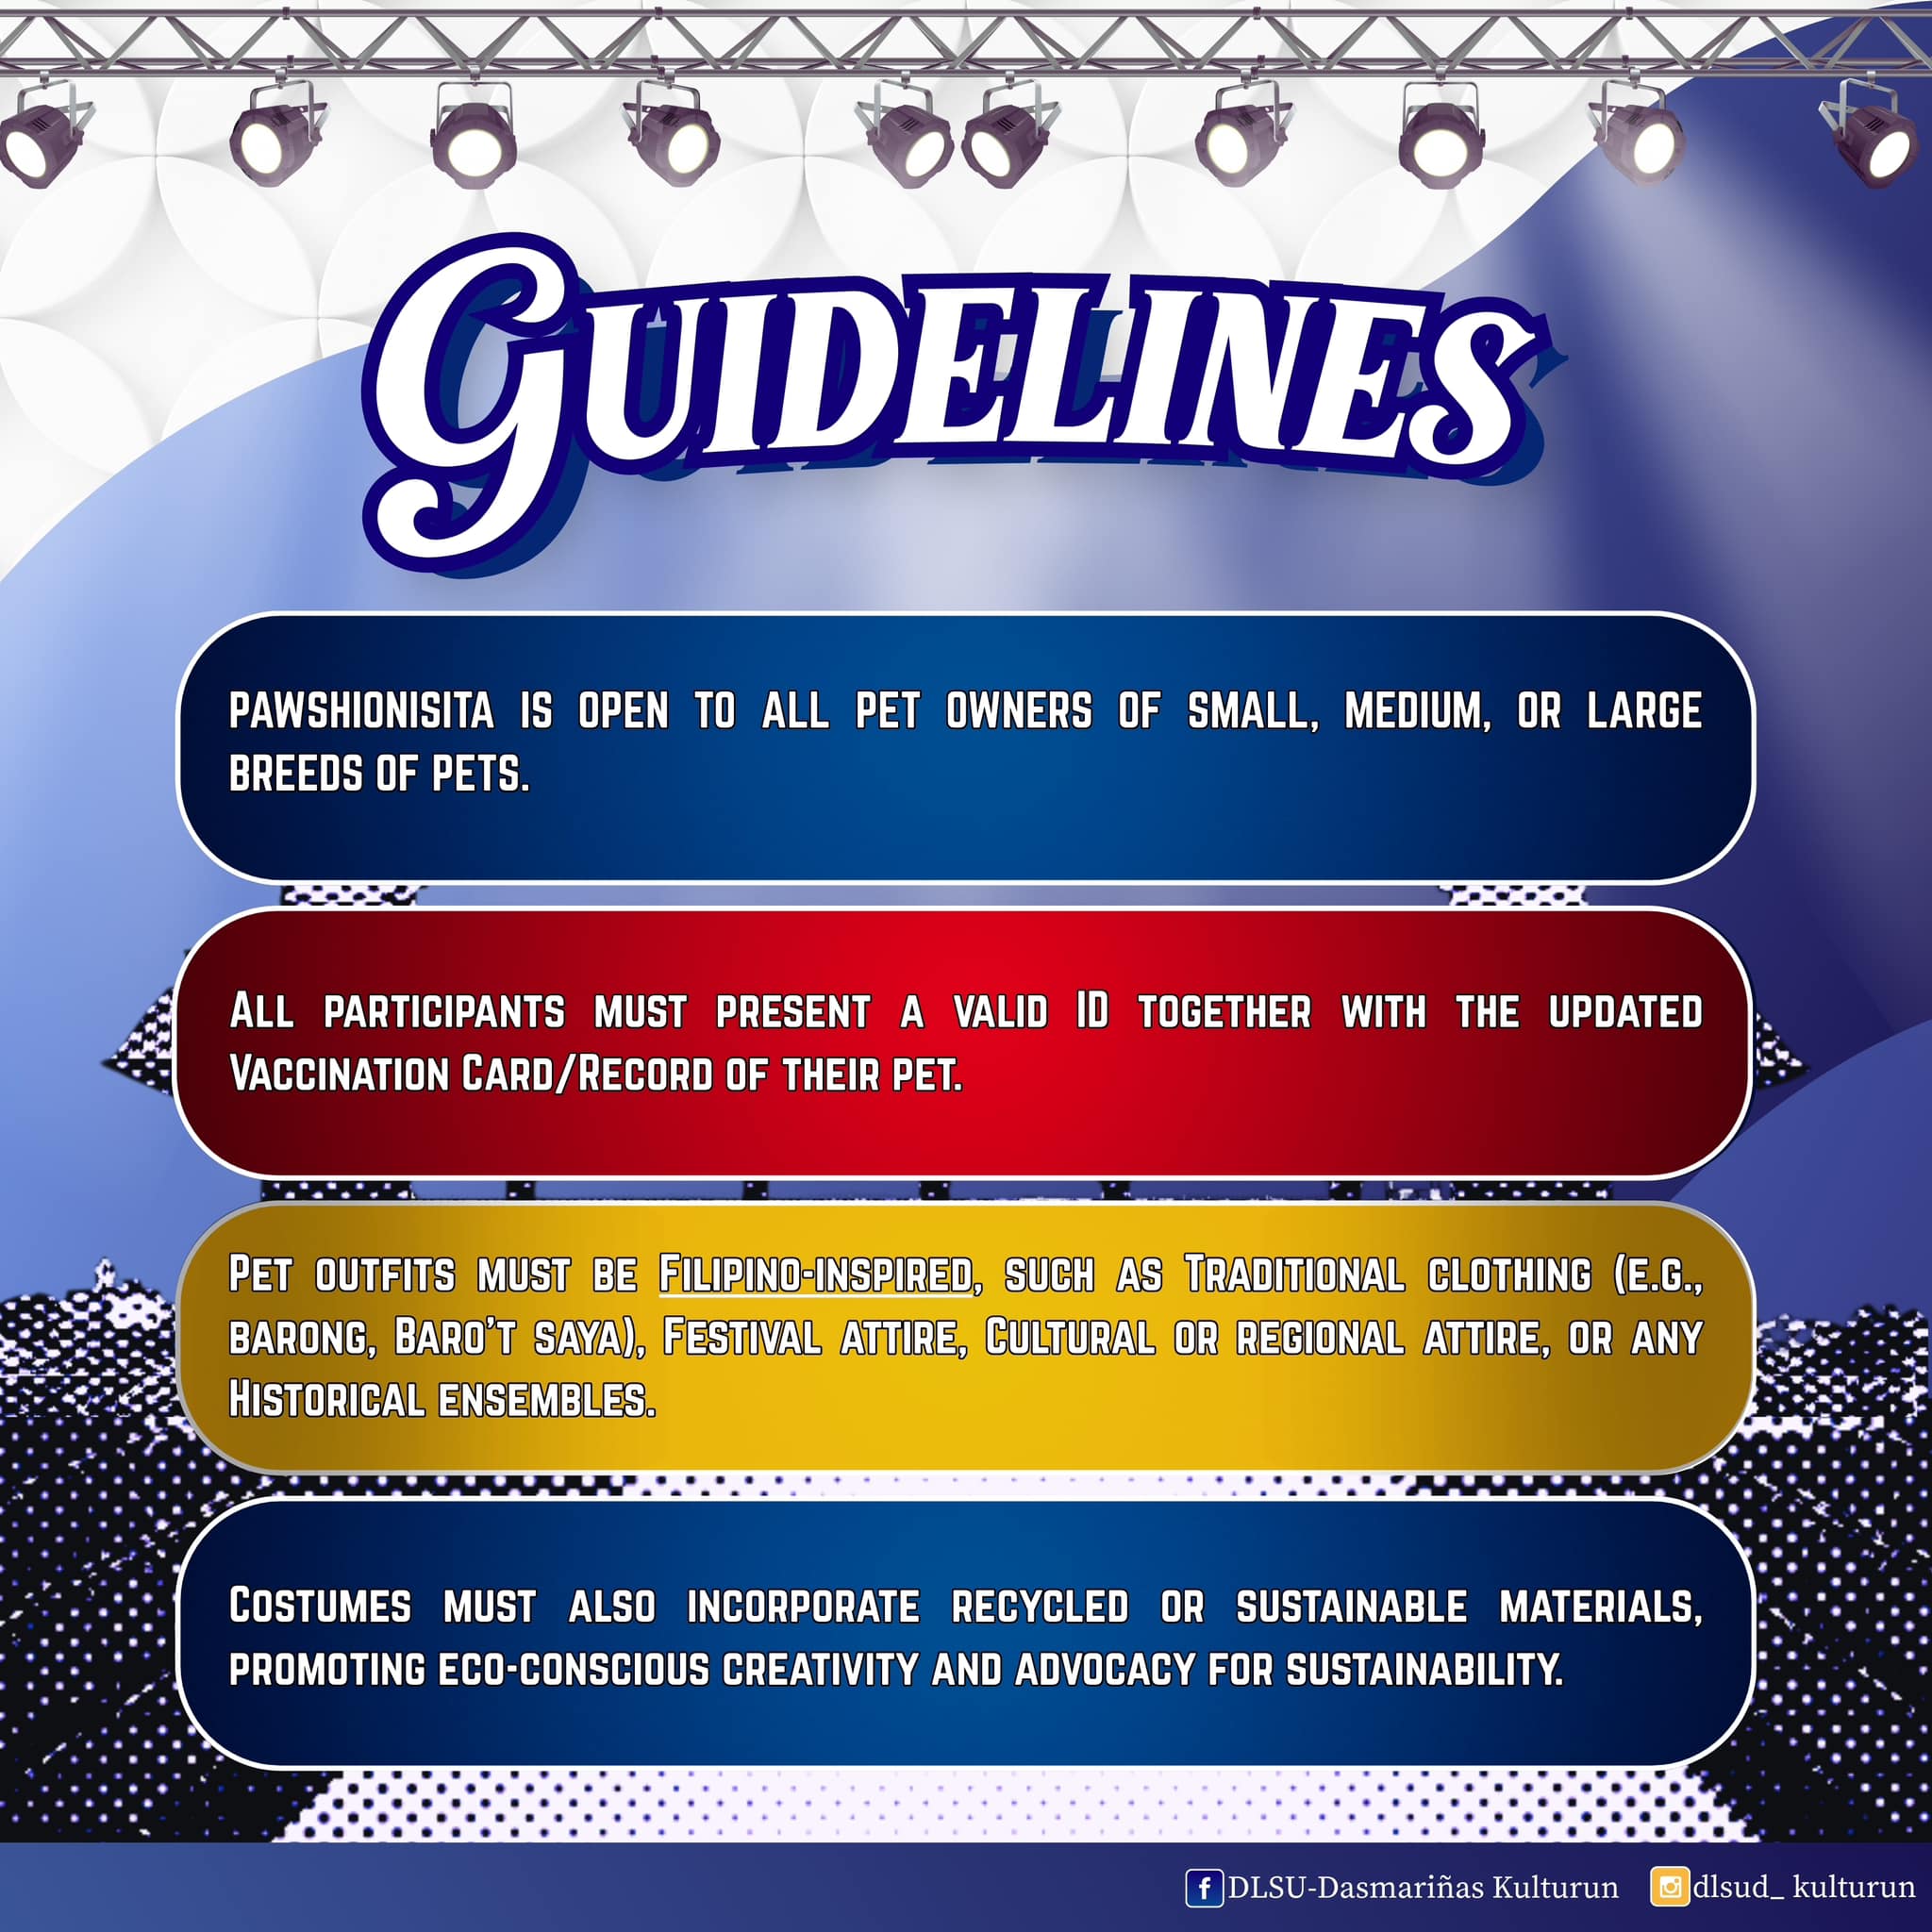 Guidelines
PAWSHIONISITA IS OPEN TO ALL PET OWNERS OF SMALL, MEDIUM, OR LARGE
BREEDS OF PETS.
ALL PARTICIPANTS MUST PRESENT A VALID ID TOGETHER WITH THE UPDATED
VACCINATION CARD/RECORD OF THEIR PET.
PET OUTFITS MUST BE FILIPINO-INSPIRED, SUCH AS TRADITIONAL CLOTHING (E.G.,
BARONG, BARO'T SAYA), FESTIVAL ATTIRE, CULTURAL OR REGIONAL ATTIRE, OR ANY
HISTORICAL ENSEMBLES.
COSTUMES MUST ALSO INCORPORATE RECYCLED OR SUSTAINABLE MATERIALS,
PROMOTING ECO-CONSCIOUS CREATIVITY AND ADVOCACY FOR SUSTAINABILITY.
DLSU-Dasmariñas Kulturun dlsud_ kulturun